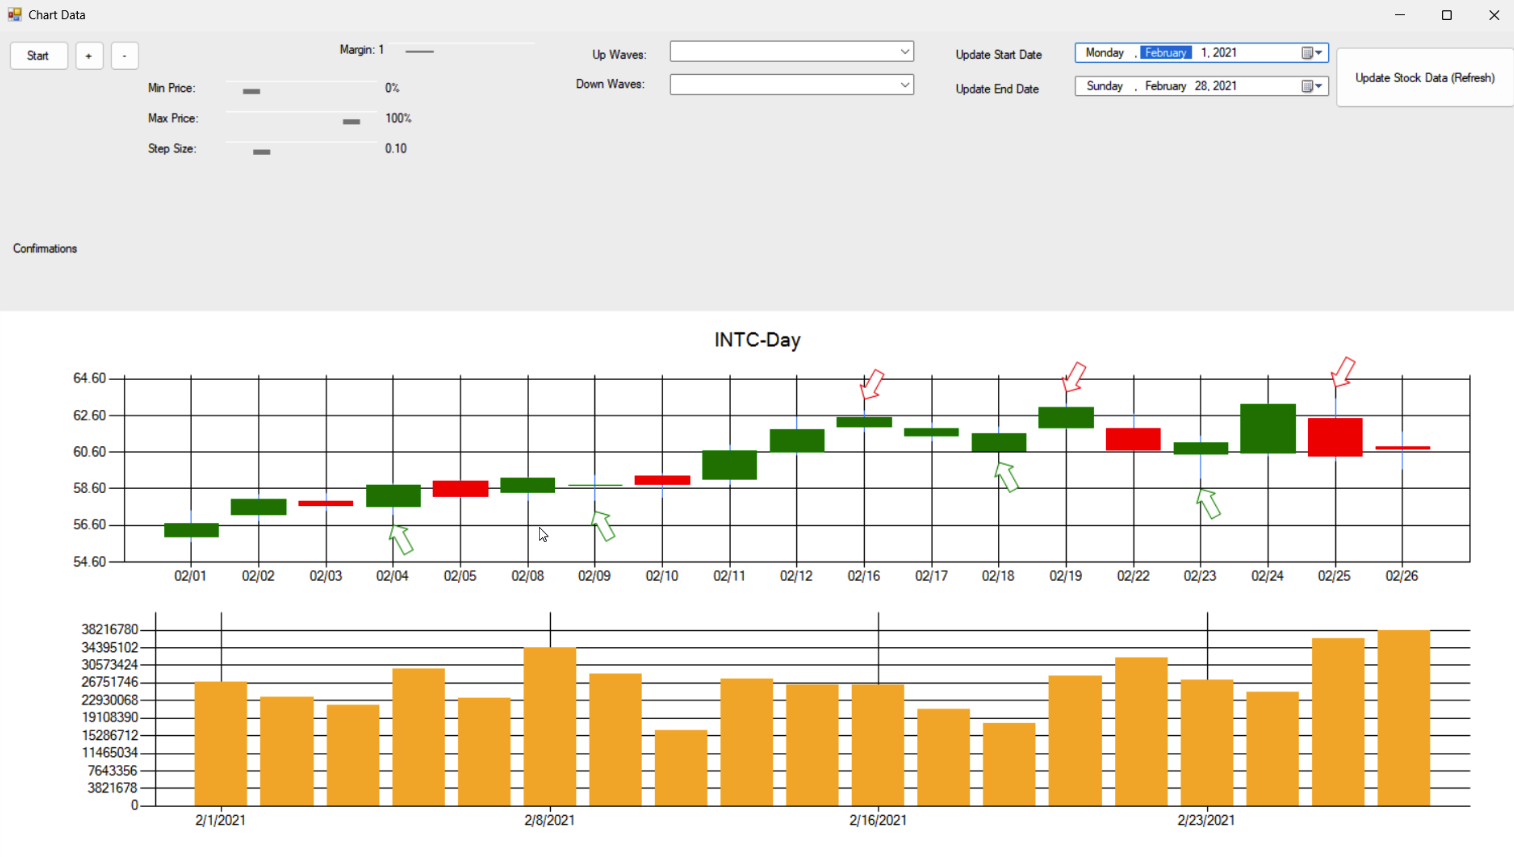 Chart Data
Start + -
Margin: 1
Min Price: 0%
Max Price: 100%
Step Size: 0.10
Up Waves:
Down Waves:
Update Start Date Monday , February 1, 2021
Update End Date Sunday , February 28, 2021
Update Stock Data (Refresh)
Confirmations
INTC-Day
64.60
62.60
60.60
58.60
56.60
54.60
02/01 02/02 02/03 02/04 02/05 02/08 02/09 02/10 02/11 02/12 02/16 02/17 02/18 02/19 02/22 02/23 02/24 02/25 02/26
38216780
34395102
30573424
26751746
22930068
19108390
15286712
11465034
7643356
3821678
0
2/1/2021 2/8/2021 2/16/2021 2/23/2021